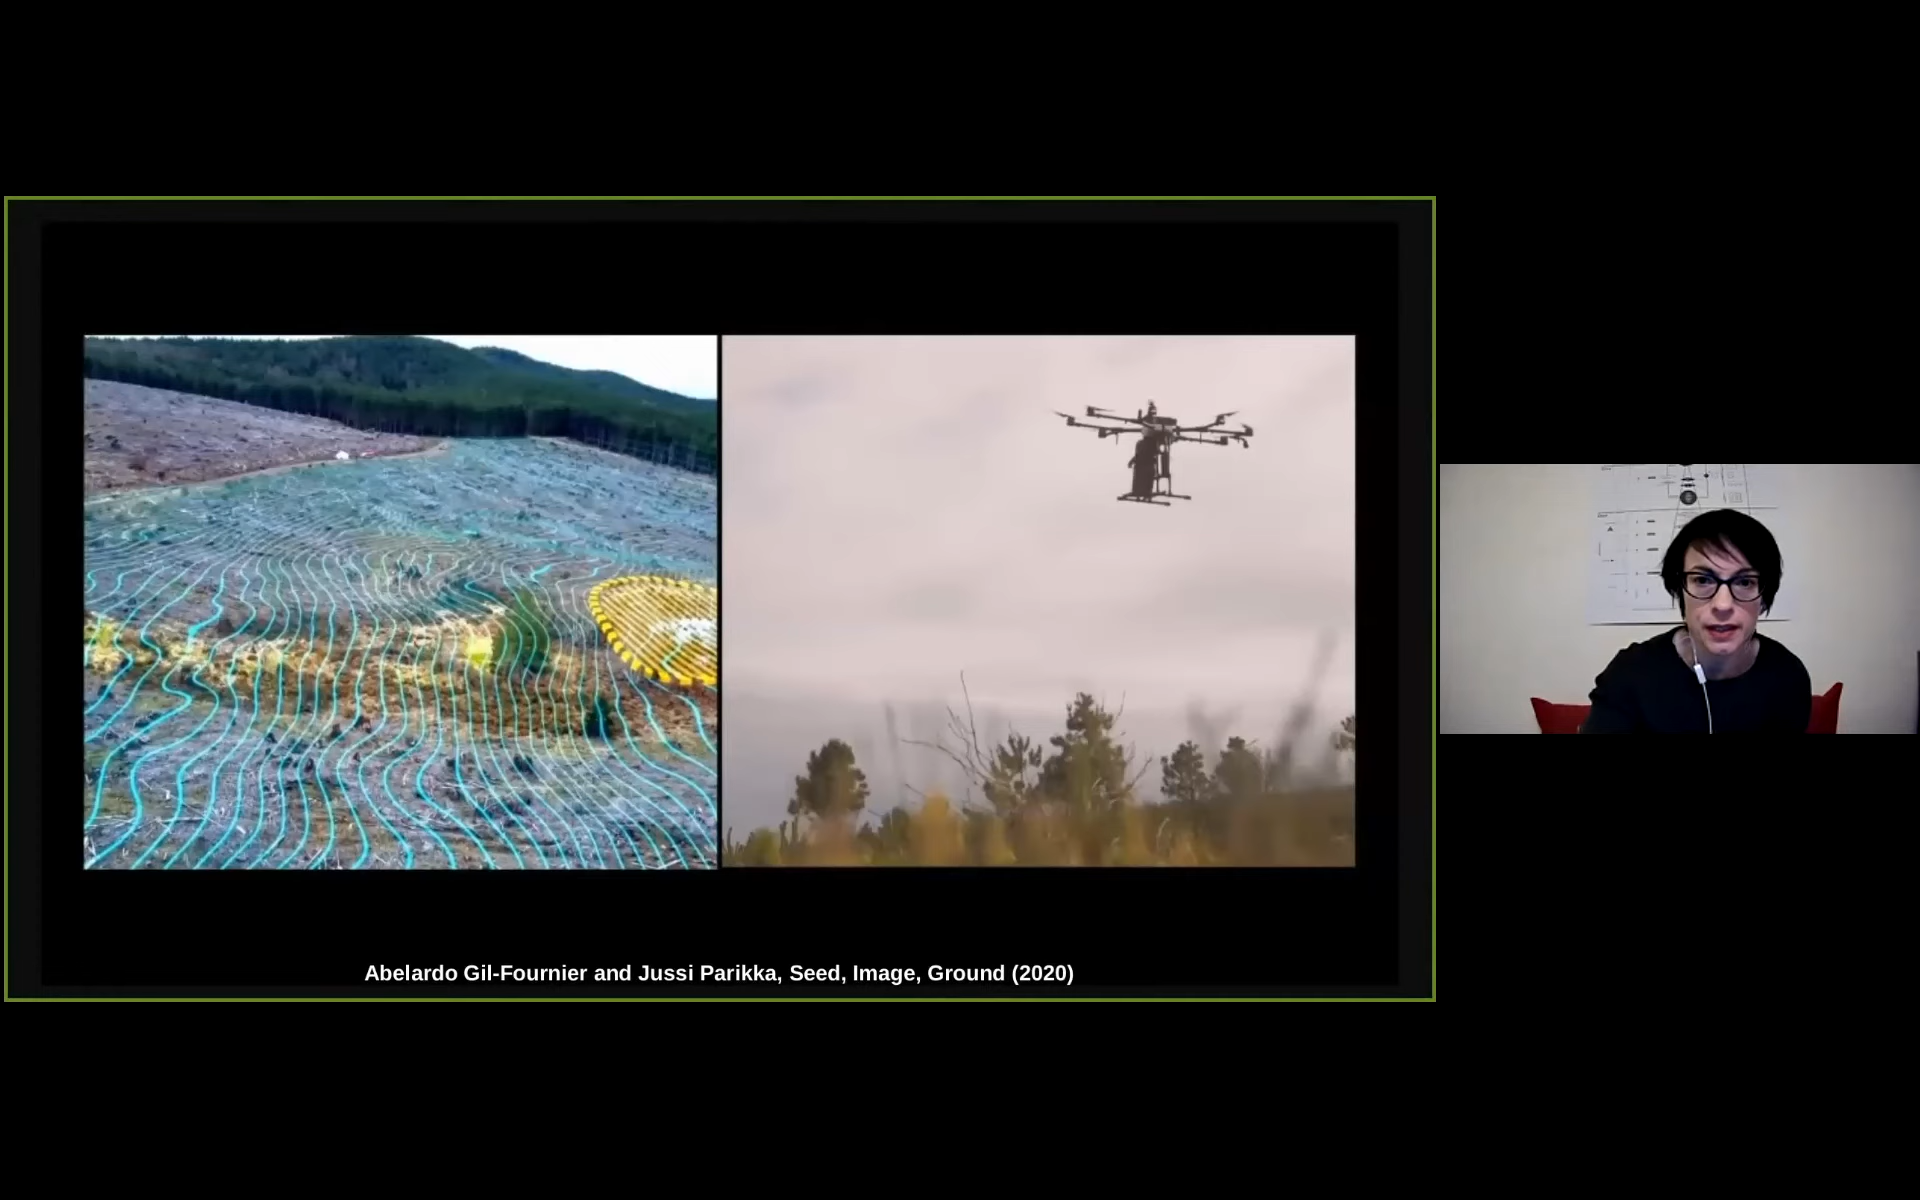 Abelardo Gil-Fournier and Jussi Parikka, Seed, Image, Ground (2020)